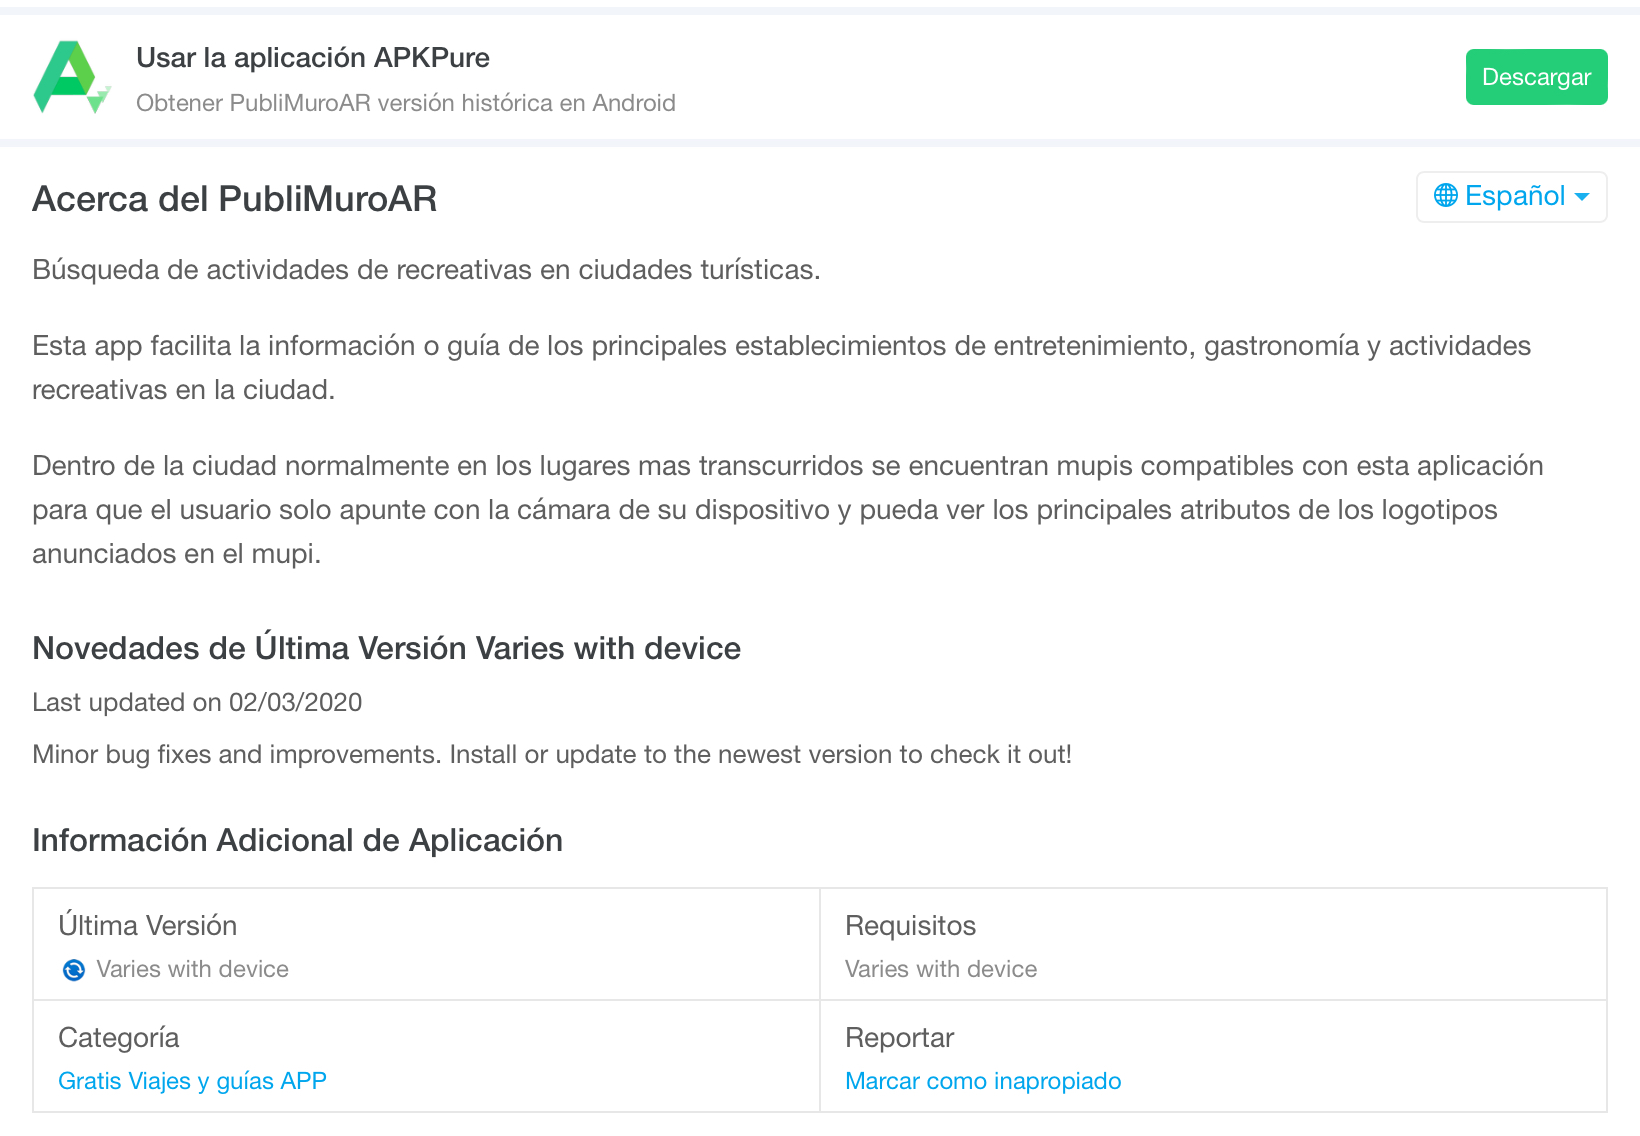 Usar la aplicación APKPure
Obtener PubliMuroAR versión histórica en Android
Descargar
Acerca del PubliMuroAR
Español
Búsqueda de actividades de recreativas en ciudades turísticas.
Esta app facilita la información o guía de los principales establecimientos de entretenimiento, gastronomía y actividades
recreativas en la ciudad.
Dentro de la ciudad normalmente en los lugares mas transcurridos se encuentran mupis compatibles con esta aplicación
para que el usuario solo apunte con la cámara de su dispositivo y pueda ver los principales atributos de los logotipos
anunciados en el mupi.
Novedades de Última Versión Varies with device
Last updated on 02/03/2020
Minor bug fixes and improvements. Install or update to the newest version to check it out!
Información Adicional de Aplicación
Última Versión
Varies with device
Requisitos
Varies with device
Categoría
Gratis Viajes y guías APP
Reportar
Marcar como inapropiado